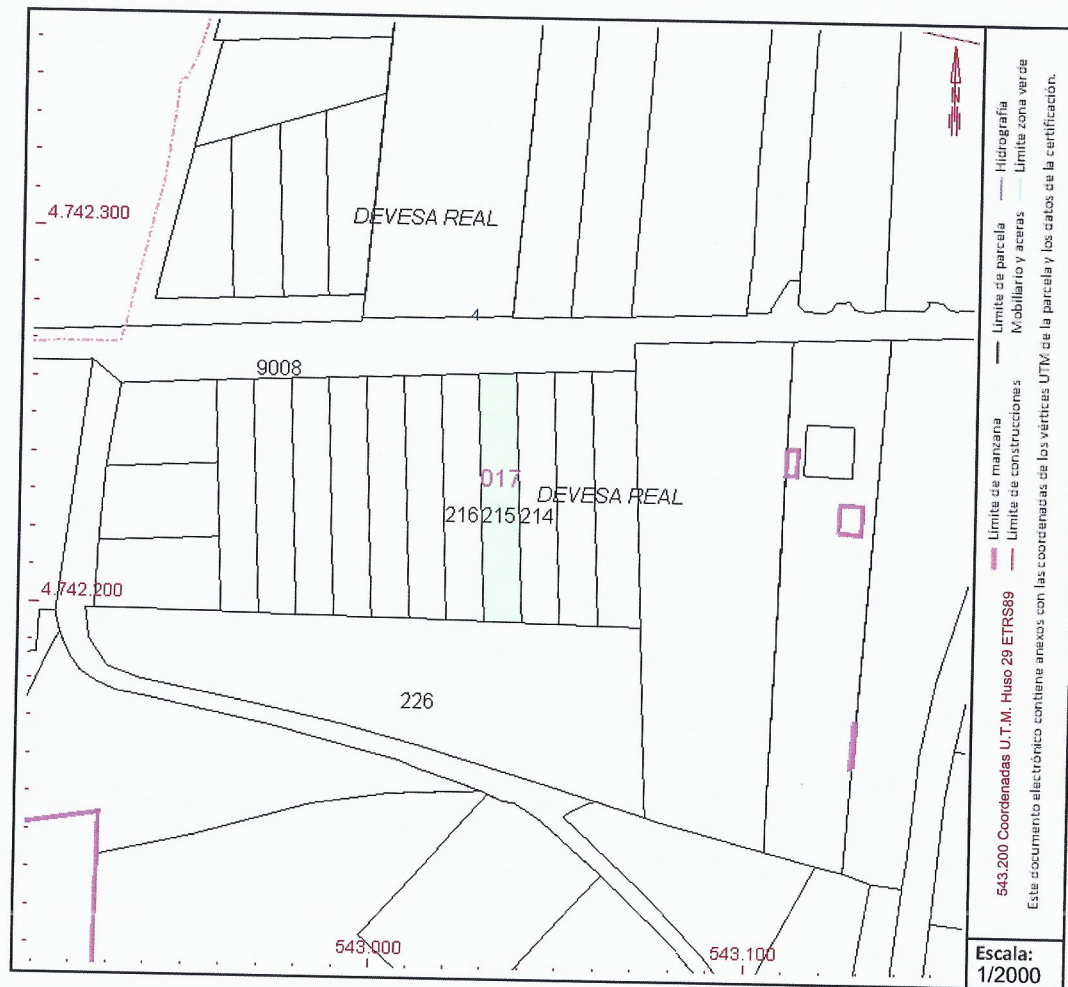 4.742.300
DEVESA REAL
4
9008
017
DEVESA REAL
216 215 214
4.742.200
226
543.000
543.100
N
Límite de manzana
Límite de parcela
Hidrografía
543.200 Coordenadas U.T.M. Huso 29 ETRS89
Límite de construcciones
Mobiliario y aceras
Límite zona verde
Este documento electrónico contiene anexos con las coordenadas de los vértices UTM de la parcela y los datos de la certificación.
Escala:
1/2000